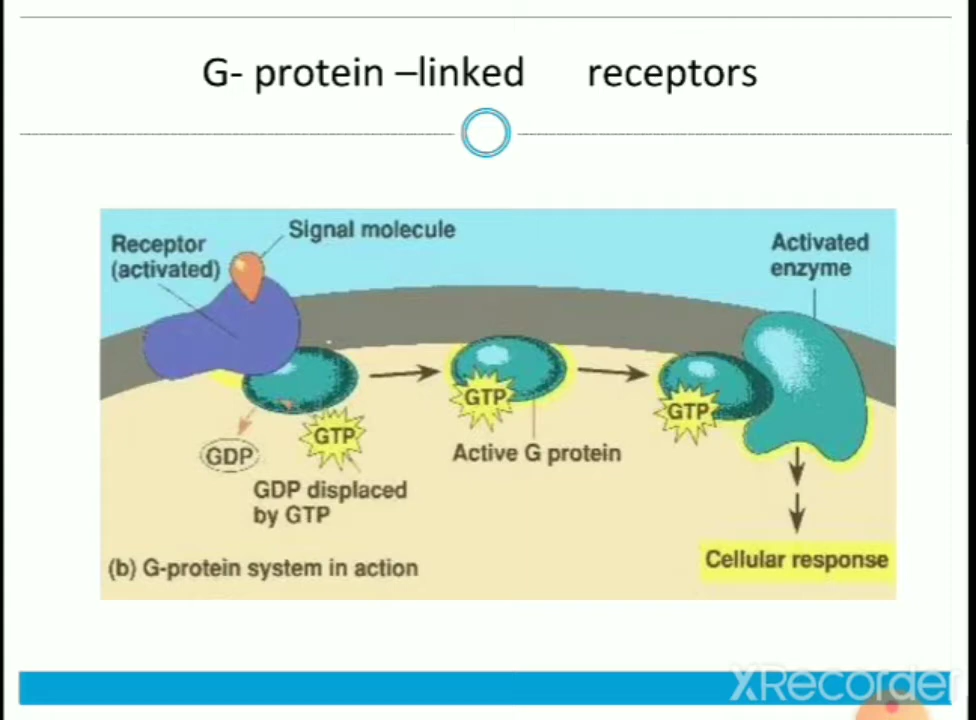 G- protein –linked receptors
Signal molecule
Receptor
(activated)
Activated
enzyme
GTP
GTP
GDP
GTP
Active G protein
GDP displaced
by GTP
Cellular response
(b) G-protein system in action
XRecorder